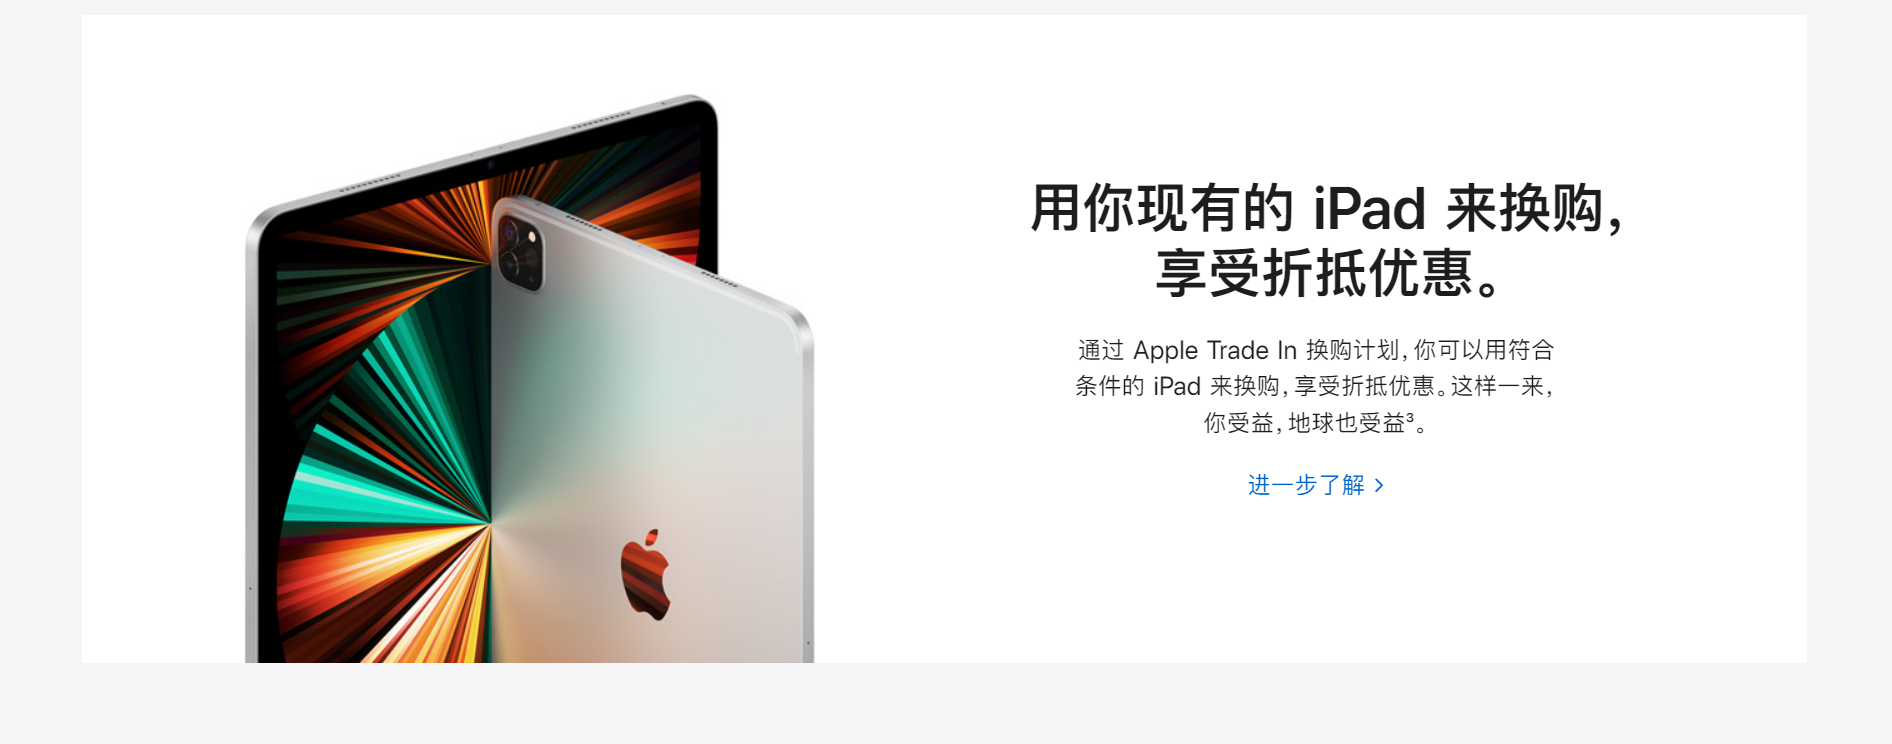 用你现有的 iPad 来换购，
享受折抵优惠。
通过 Apple Trade In 换购计划，你可以用符合
条件的 iPad 来换购，享受折抵优惠。这样一来，
你受益，地球也受益³。
进一步了解 >